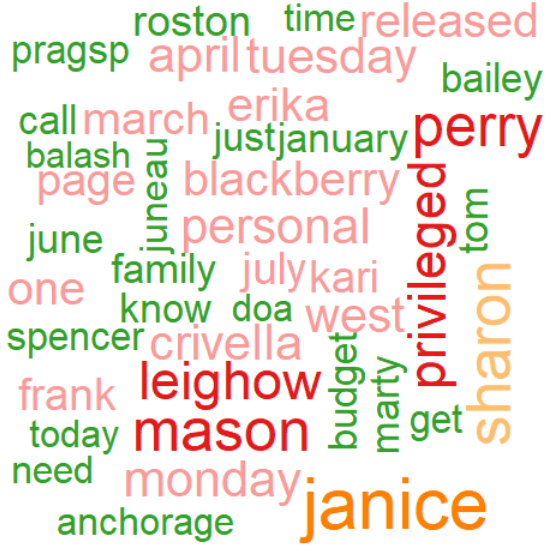 roston time released
pragsp april tuesday
bailey
call march erika perry
just january
balash juneau
page blackberry privileged tom
personal
june
family july kari
one
know doa west sharon
spencer crivella
budget marty
leighow
frank
mason get
today
need monday janice
anchorage